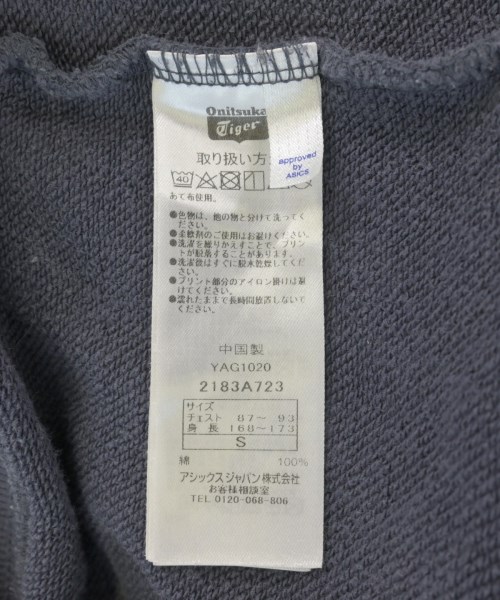 Onitsuka
Tiger
取り扱い方
approved
by
ASICS
40
あて布使用。
●色物は、他の物と分けて洗ってく
ださい。
●柔軟剤のご使用はお避けください。
●洗濯を繰りかえすことで、プリン
トが脱落することがあります。
●洗濯後はすぐに脱水乾燥してくだ
さい。
●プリント部分のアイロン掛けは避
けてください。
●濡れたままで長時間放置しないで
ください。
中国製
YAG1020
2183A723
サイズ
チェスト 87〜 93
身 長 168〜173
S
綿 100%
アシックスジャパン株式会社
お客様相談室
TEL 0120-068-806